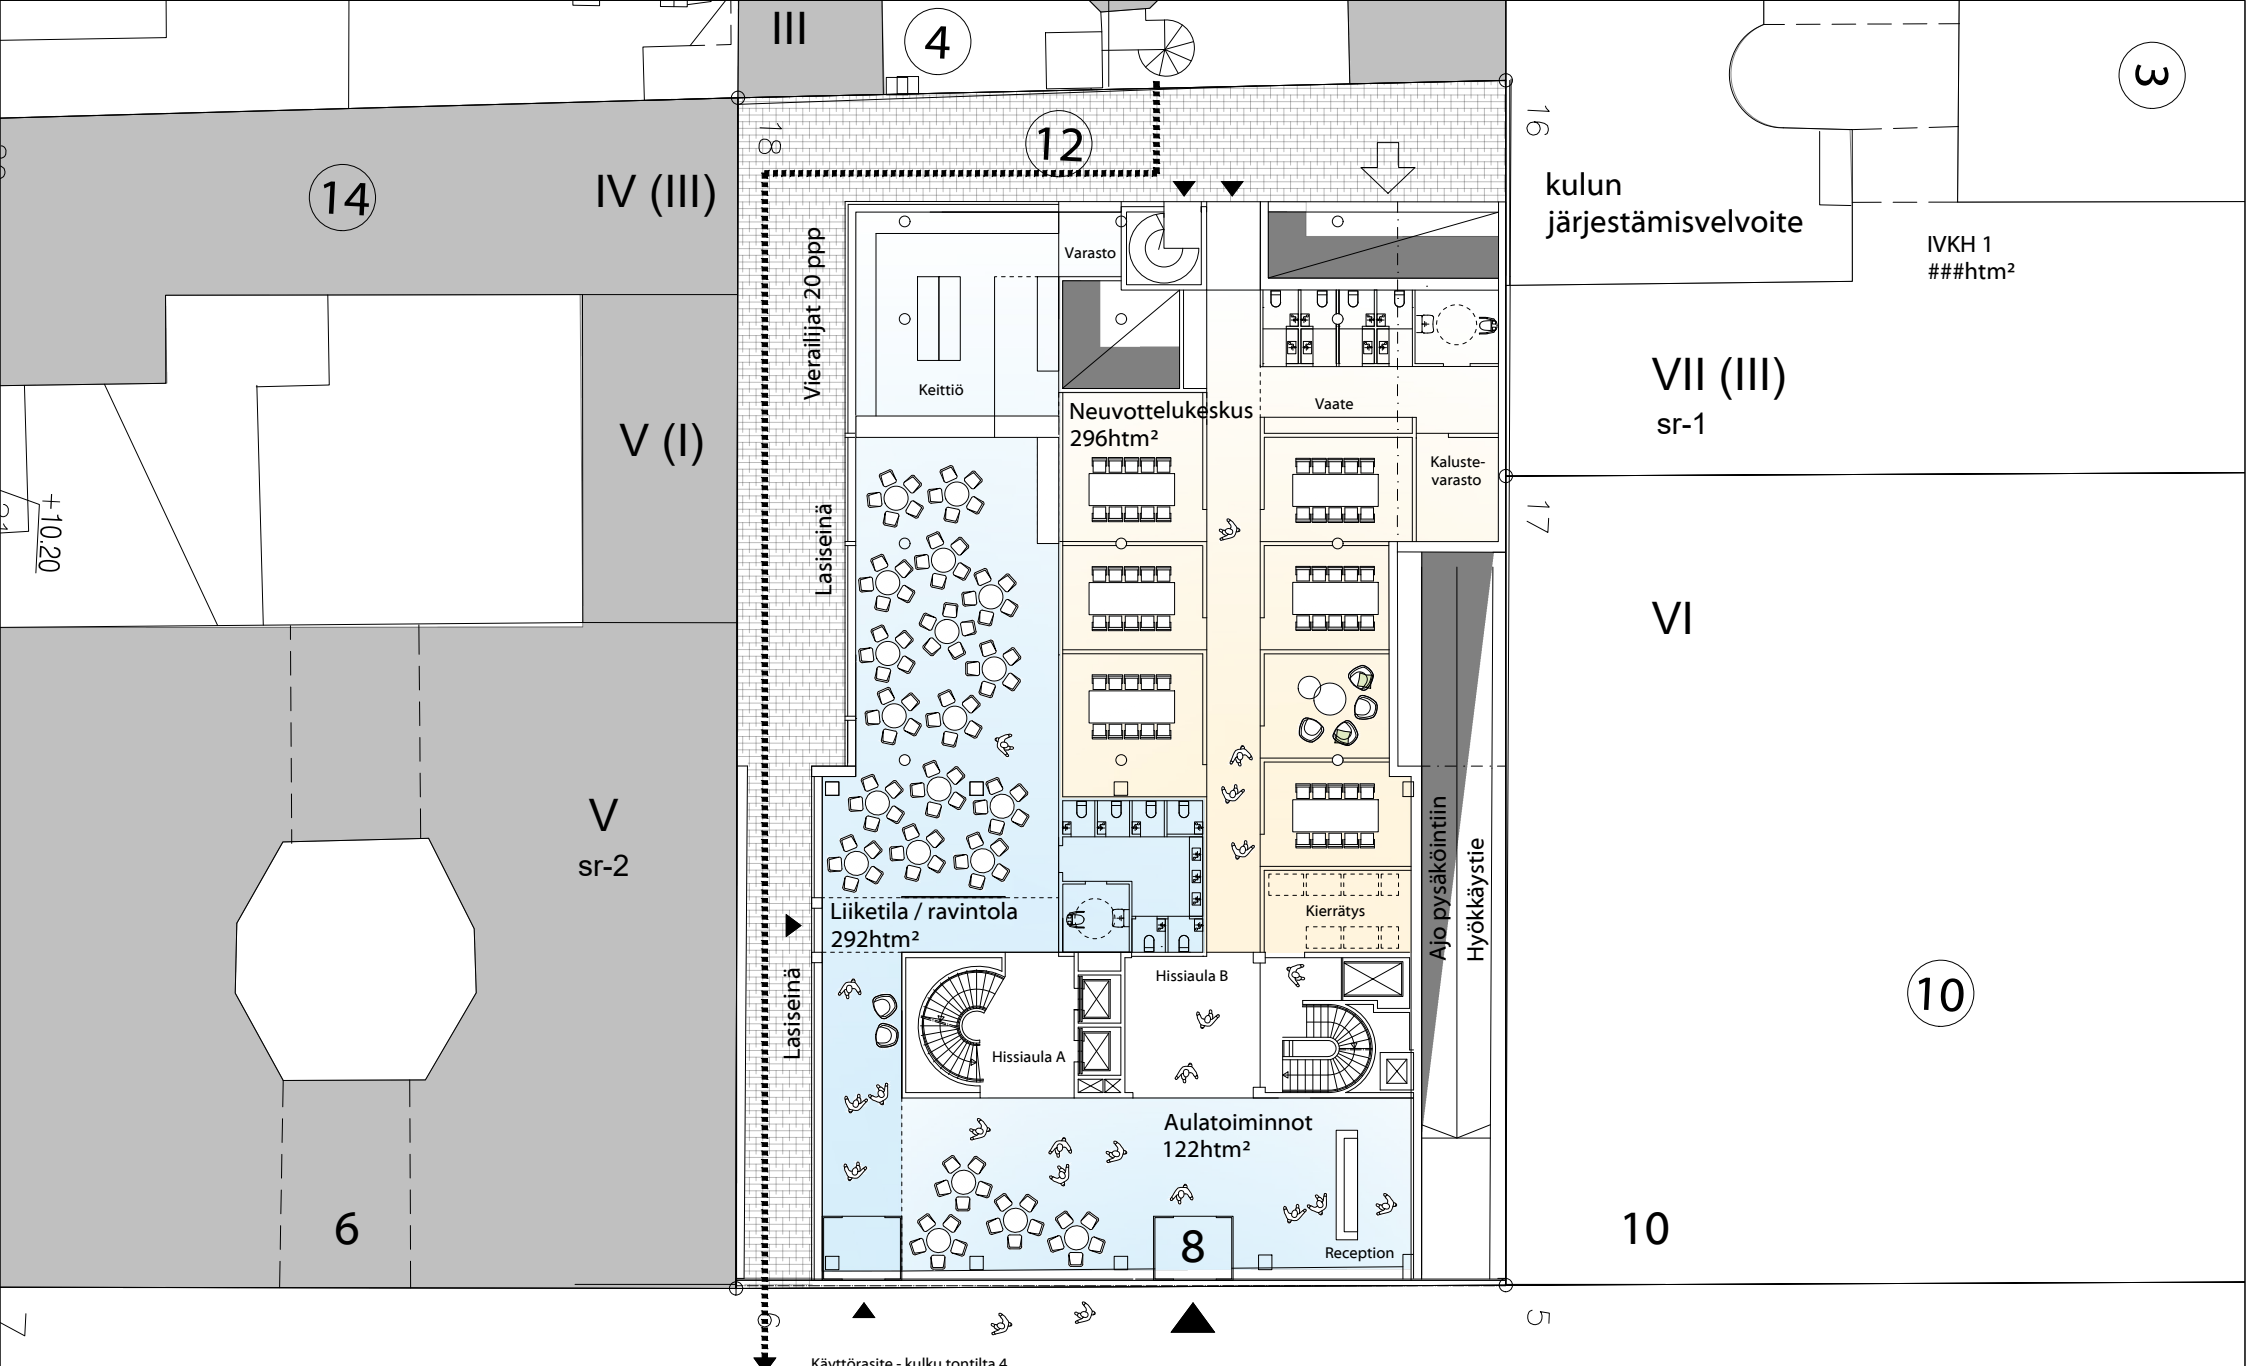 III
4
3
18
12
16
14
IV (III)
kulun
järjestämisvelvoite
IVKH 1
###htm²
Vierailijat 20 ppp
Varasto
Keittiö
Neuvottelukeskus
296htm²
Vaate
VII (III)
sr-1
V (I)
Kaluste-
varasto
+10.20
Lasiseinä
17
VI
V
sr-2
Ajo pysäköintiin
Hyökkäystie
Liiketila / ravintola
292htm²
Kierrätys
Lasiseinä
Hissiaula B
Hissiaula A
10
Aulatoiminnot
122htm²
6
8
Reception
10
7
6
5
Käyttörasite - kulku tontilta 4